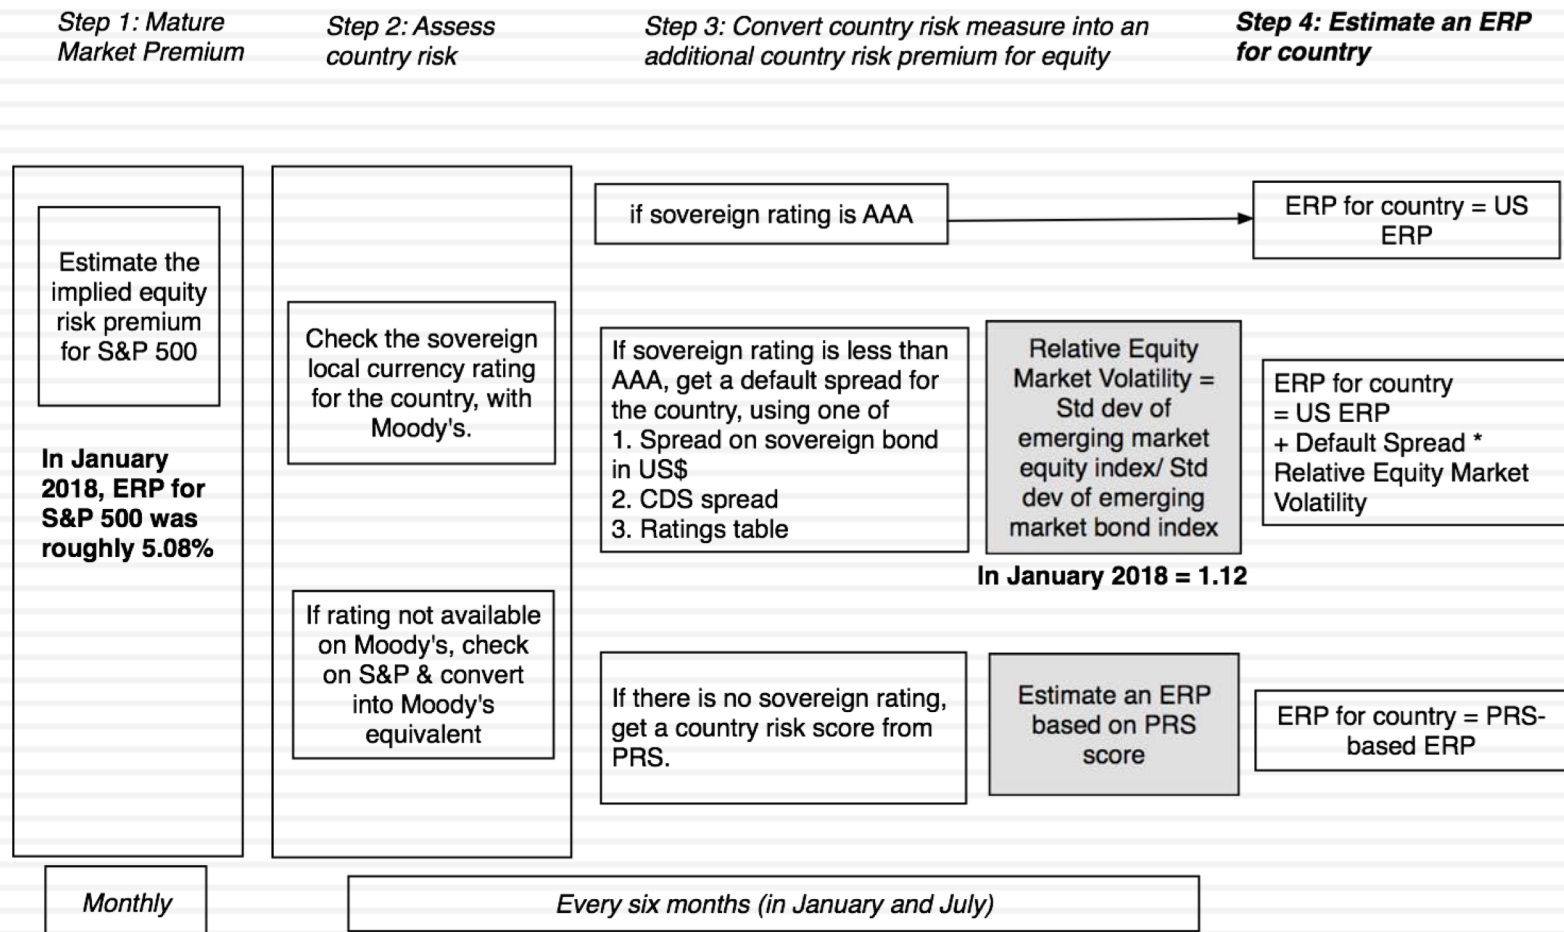 Step 1: Mature
Market Premium
Step 2: Assess
country risk
Step 3: Convert country risk measure into an
additional country risk premium for equity
Step 4: Estimate an ERP
for country
Estimate the
implied equity
risk premium
for S&P 500
In January
2018, ERP for
S&P 500 was
roughly 5.08%
Check the sovereign
local currency rating
for the country, with
Moody's.
If rating not available
on Moody's, check
on S&P & convert
into Moody's
equivalent
if sovereign rating is AAA
ERP for country = US
ERP
If sovereign rating is less than
AAA, get a default spread for
the country, using one of
1. Spread on sovereign bond
in US$
2. CDS spread
3. Ratings table
Relative Equity
Market Volatility =
Std dev of
emerging market
equity index/ Std
dev of emerging
market bond index
In January 2018 = 1.12
ERP for country
= US ERP
+ Default Spread *
Relative Equity Market
Volatility
If there is no sovereign rating,
get a country risk score from
PRS.
Estimate an ERP
based on PRS
score
ERP for country = PRS-
based ERP
Monthly
Every six months (in January and July)